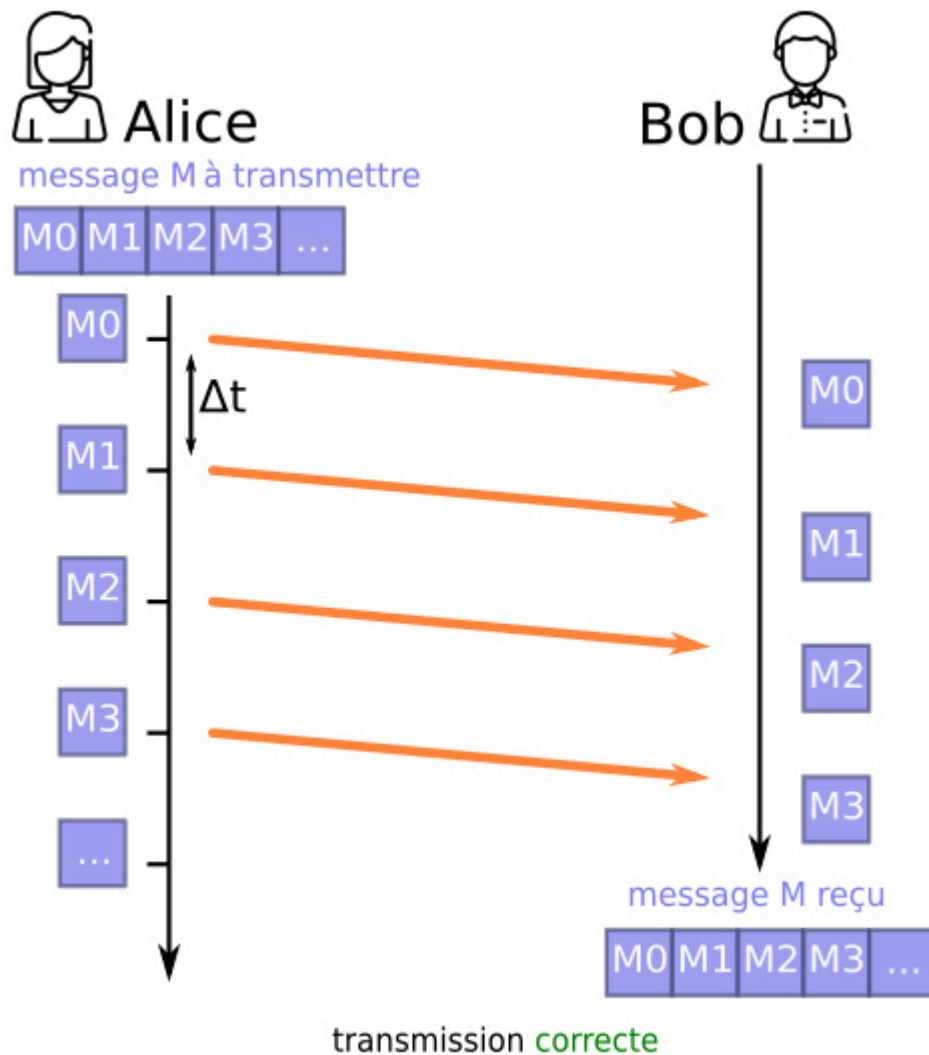 Alice
Bob
message M à transmettre
M0 M1 M2 M3 ...
M0
Δt
M0
M1
M1
M2
M2
M3
M3
...
message M reçu
M0 M1 M2 M3 ...
transmission correcte